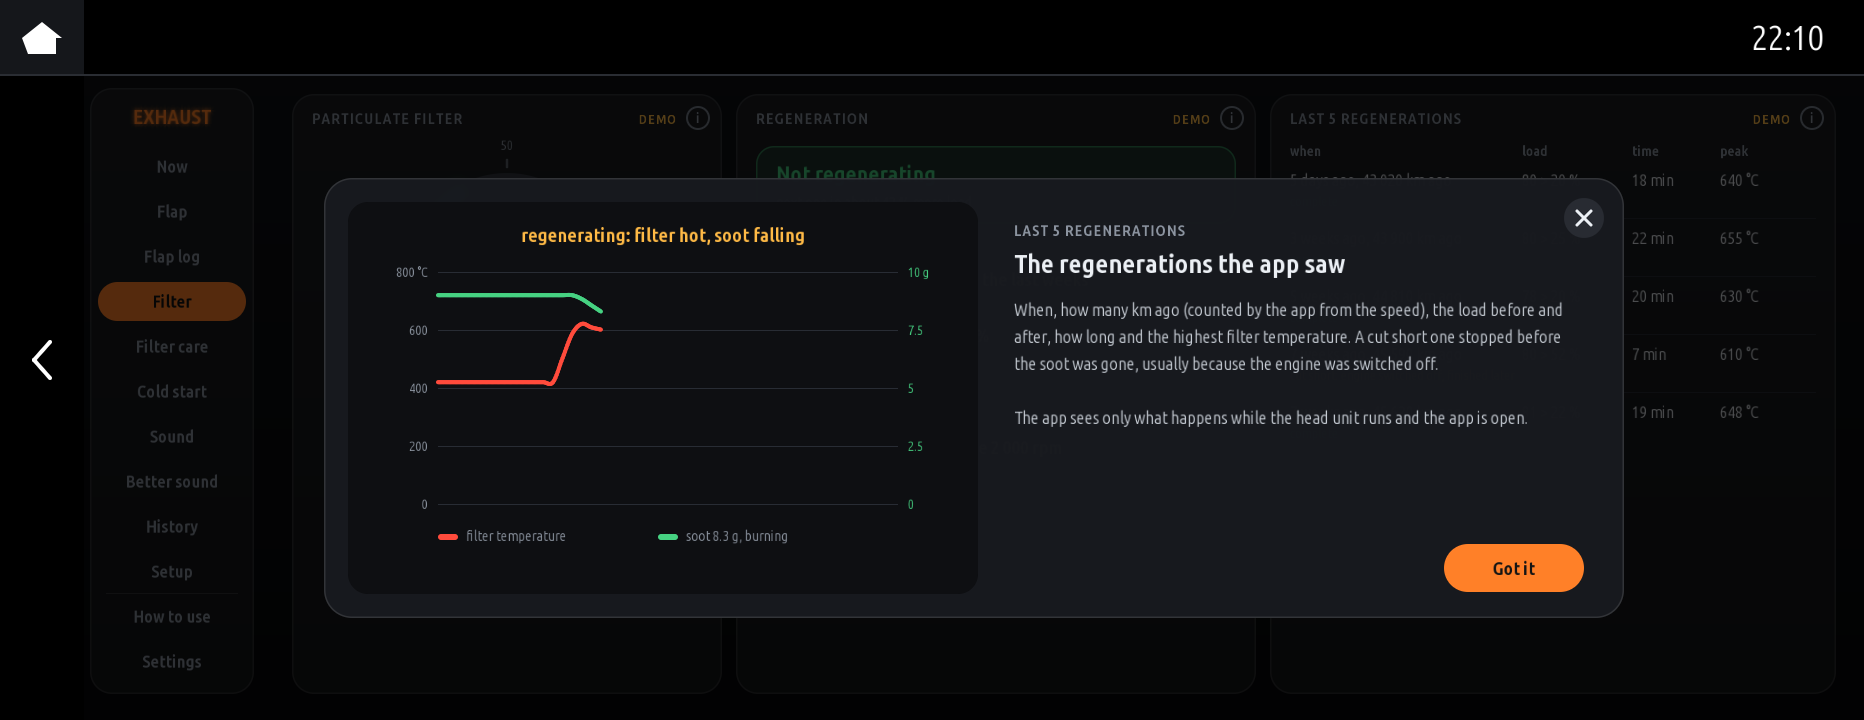 22:10
EXHAUST
Now
Flap
Flap log
Filter
Filter care
Cold start
Sound
Better sound
History
Setup
How to use
Settings
PARTICULATE FILTER
DEMO
i
50
REGENERATION
DEMO
i
Not regenerating
LAST 5 REGENERATIONS
DEMO
i
when load time peak
18 min 640 °C
22 min 655 °C
20 min 630 °C
7 min 610 °C
19 min 648 °C
regenerating: filter hot, soot falling
800 °C
600
400
200
0
10 g
7.5
5
2.5
0
filter temperature
soot 8.3 g, burning
LAST 5 REGENERATIONS
The regenerations the app saw
When, how many km ago (counted by the app from the speed), the load before and
after, how long and the highest filter temperature. A cut short one stopped before
the soot was gone, usually because the engine was switched off.
The app sees only what happens while the head unit runs and the app is open.
Got it